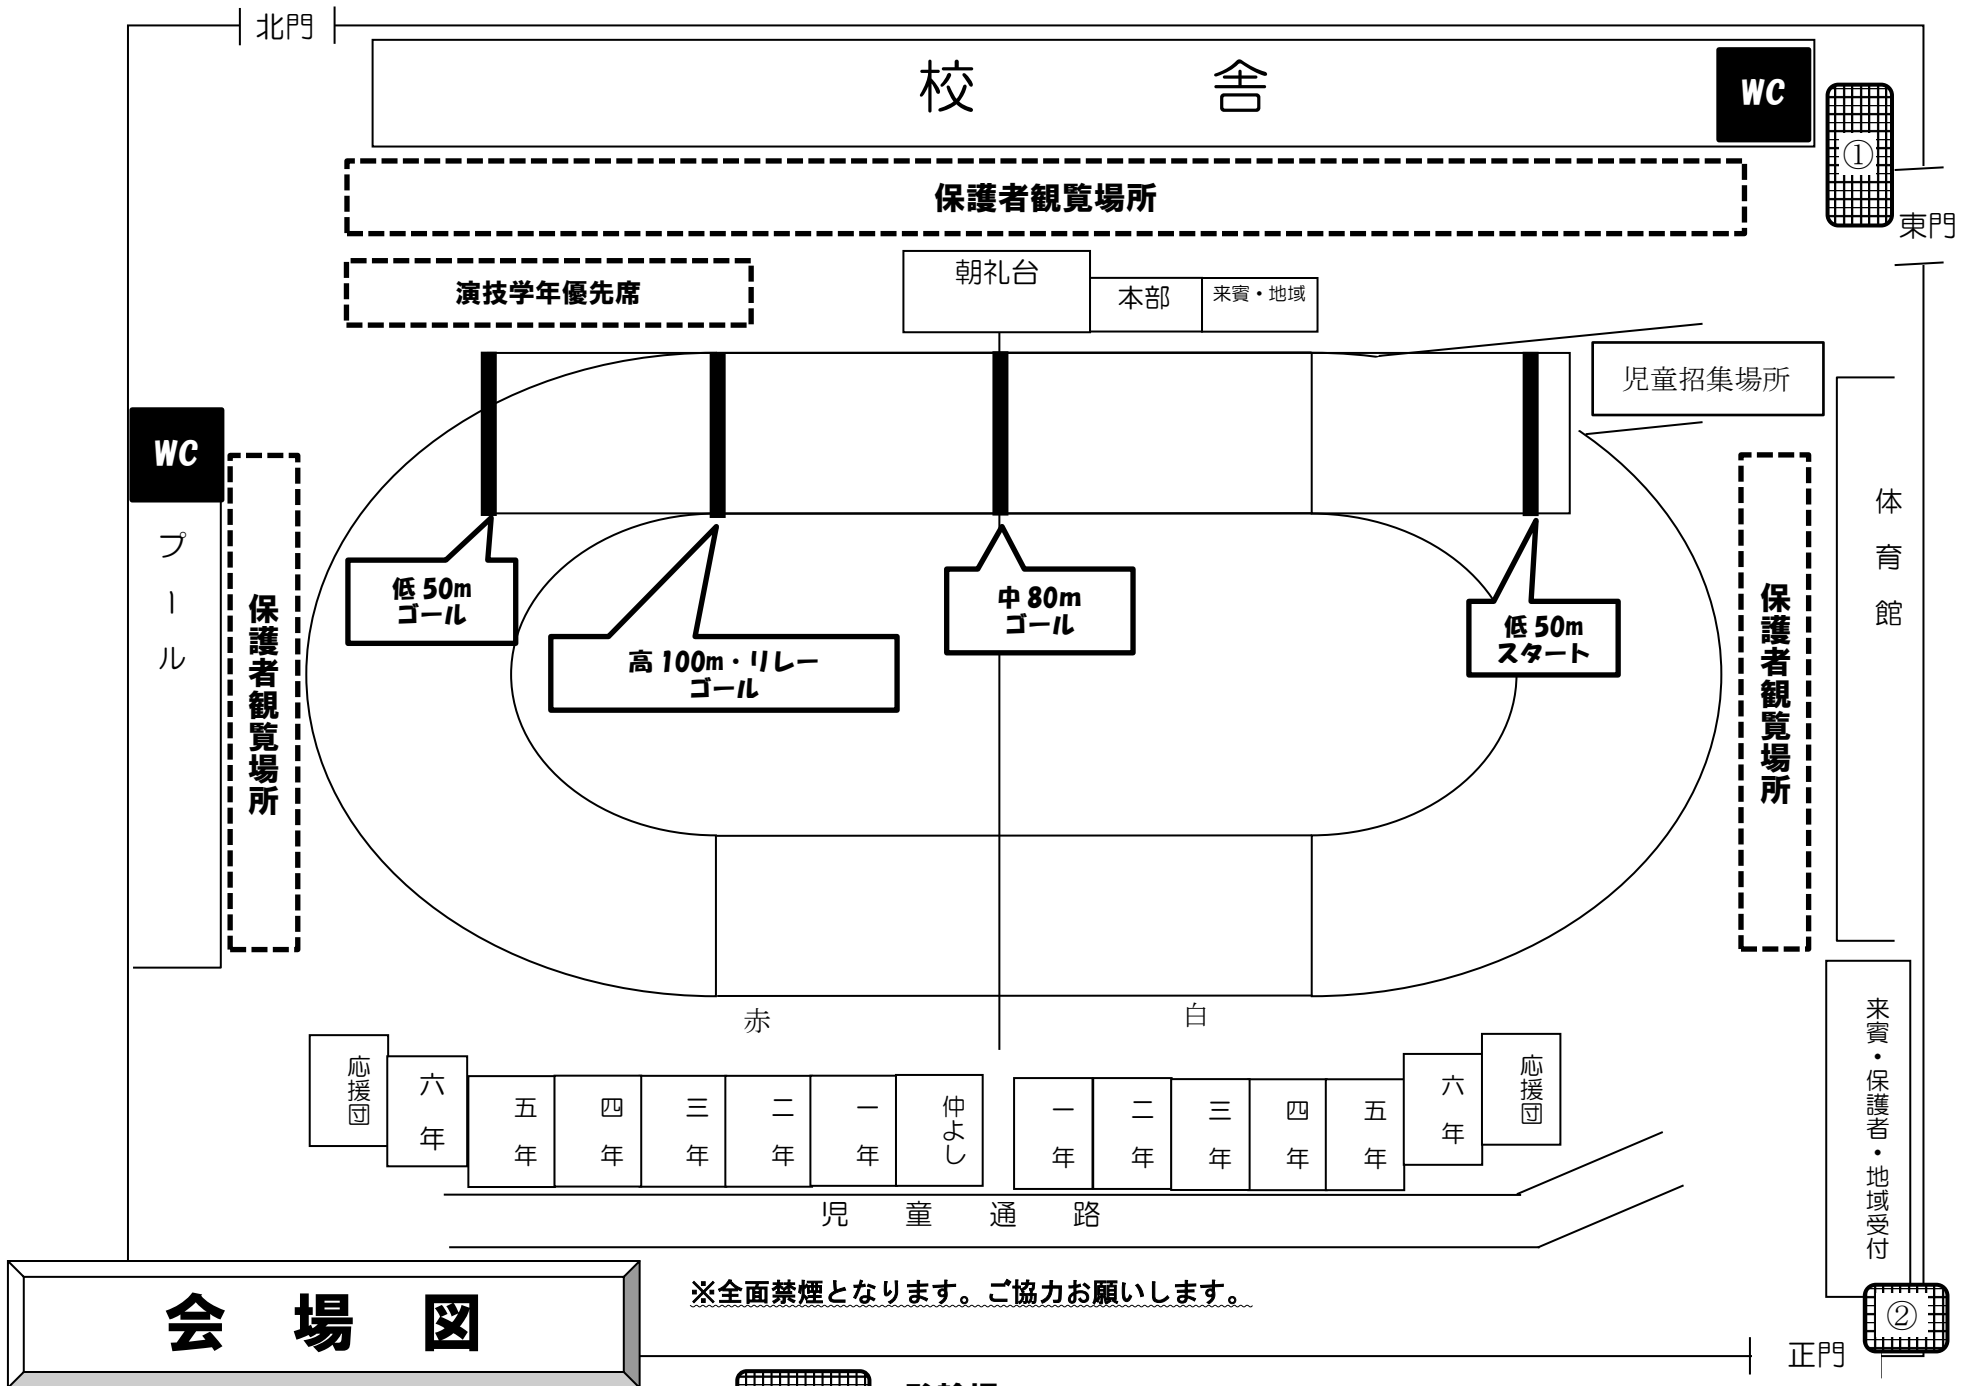 北門
校舎
WC
①
保護者観覧場所
東門
演技学年優先席
朝礼台
本部
来賓・地域
児童招集場所
WC
プール
保護者観覧場所
体育館
保護者観覧場所
低 50m
ゴール
高 100m・リレー
ゴール
中 80m
ゴール
低 50m
スタート
赤
白
応援団
六年
五年
四年
三年
二年
一年
仲よし
一年
二年
三年
四年
五年
六年
応援団
来賓・保護者・地域受付
児童通路
会場図
※全面禁煙となります。ご協力お願いします。
②
正門